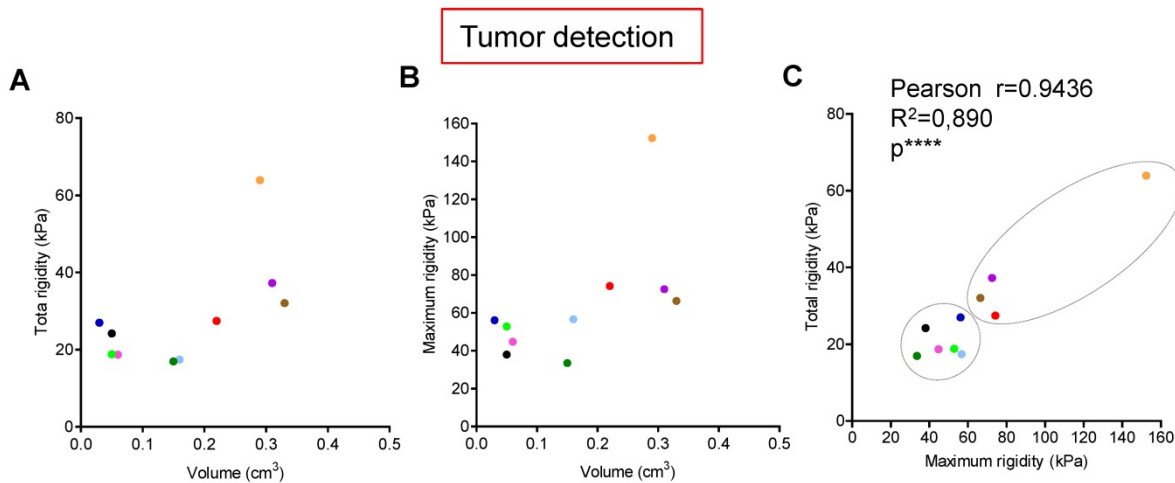 Tumor detection
A
80
60
40
20
0
Tota rigidity (kPa)
0.0 0.1 0.2 0.3 0.4 0.5
Volume (cm³)
B
160
140
120
100
80
60
40
20
0
Maximum rigidity (kPa)
0.0 0.1 0.2 0.3 0.4 0.5
Volume (cm³)
C
Pearson r=0.9436
R²=0,890
p****
80
60
40
20
0
Total rigidity (kPa)
0 20 40 60 80 100 120 140 160
Maximum rigidity (kPa)